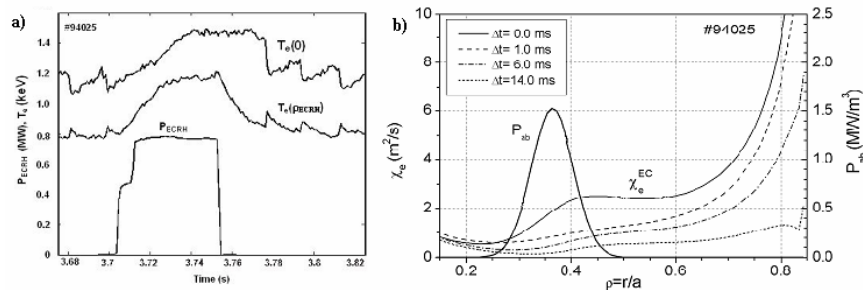 a)
#94025
T_e(0)
T_e(ρ_ECRH)
P_ECRH
P_ECRH (MW), T_e (keV)
1.4
1.2
1.0
0.8
0.6
0.4
0.2
0
3.68 3.7 3.72 3.74 3.76 3.78 3.8 3.82
Time (s)
b)
Δt= 0.0 ms
Δt= 1.0 ms
Δt= 6.0 ms
Δt= 14.0 ms
#94025
P_ab
χ_e^EC
χ_e (m²/s)
10
8
6
4
2
0
0.2 0.4 0.6 0.8
ρ=r/a
2.5
2.0
1.5
1.0
0.5
0.0
P_ab (MW/m³)